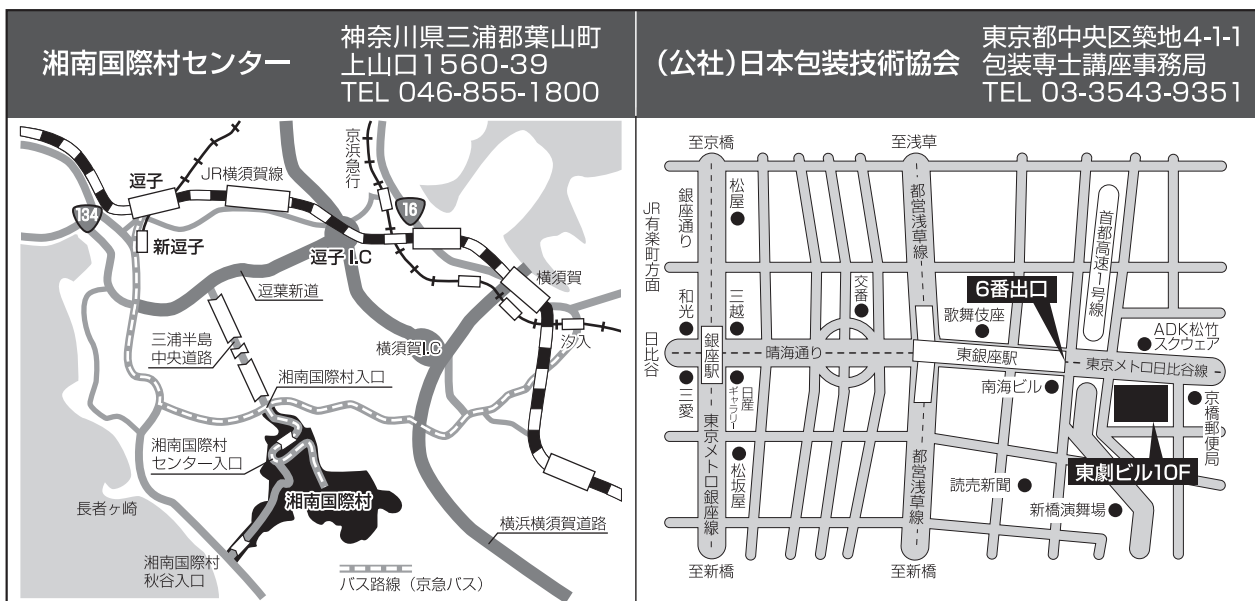 湘南国際村センター
神奈川県三浦郡葉山町
上山口1560-39
TEL 046-855-1800
(公社)日本包装技術協会
東京都中央区築地4-1-1
包装専士講座事務局
TEL 03-3543-9351
逗子
JR横須賀線
京浜急行
134
16
新逗子
逗子 I.C
横須賀
逗葉新道
汐入
三浦半島
中央道路
横須賀I.C
湘南国際村入口
湘南国際村
センター入口
湘南国際村
長者ヶ崎
横浜横須賀道路
湘南国際村
秋谷入口
バス路線（京急バス）
至京橋
至浅草
銀座通り
松屋
都営浅草線
首都高速1号線
JR有楽町方面
和光
三越
交番
6番出口
歌舞伎座
ADK松竹
スクウェア
日比谷
銀座駅
晴海通り
東銀座駅
東京メトロ日比谷線
三愛
日産
ギャラリー
南海ビル
京橋郵便局
東京メトロ銀座線
松坂屋
都営浅草線
東劇ビル10F
読売新聞
新橋演舞場
至新橋
至新橋